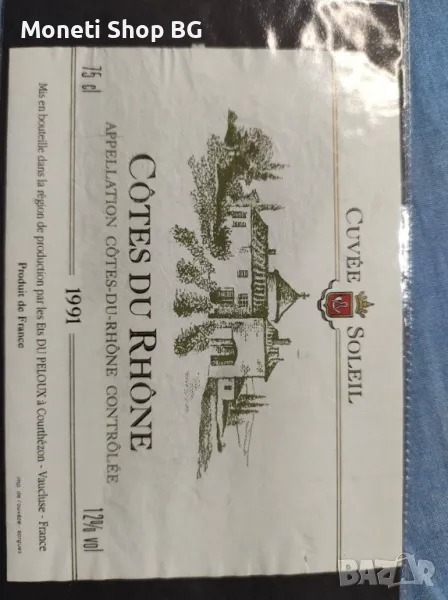 Moneti Shop BG
CUVÉE SOLEIL
CÔTES DU RHÔNE
APPELLATION CÔTES-DU-RHÔNE CONTRÔLÉE
75 cl
12% vol
1991
Mis en bouteille dans la région de production par les Ets DU PELOUX à Courthézon - Vaucluse - France
Produit de France
BAZAR